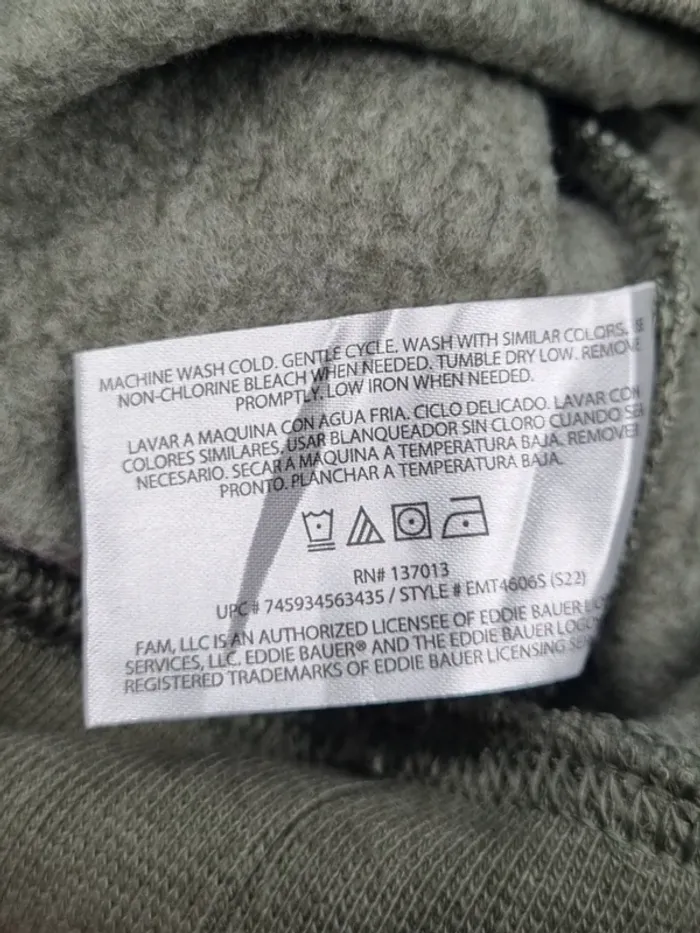 MACHINE WASH COLD. GENTLE CYCLE. WASH WITH SIMILAR COLORS.
NON-CHLORINE BLEACH WHEN NEEDED. TUMBLE DRY LOW. REMOVE
PROMPTLY. LOW IRON WHEN NEEDED.
LAVAR A MAQUINA CON AGUA FRIA. CICLO DELICADO. LAVAR CON
COLORES SIMILARES. USAR BLANQUEADOR SIN CLORO CUANDO SEA
NECESARIO. SECAR A MAQUINA A TEMPERATURA BAJA. REMOVER
PRONTO. PLANCHAR A TEMPERATURA BAJA.
RN# 137013
UPC # 745934563435 / STYLE # EMT4606S (S22)
FAM, LLC IS AN AUTHORIZED LICENSEE OF EDDIE BAUER
SERVICES, LLC. EDDIE BAUER® AND THE EDDIE BAUER LOGO
REGISTERED TRADEMARKS OF EDDIE BAUER LICENSING